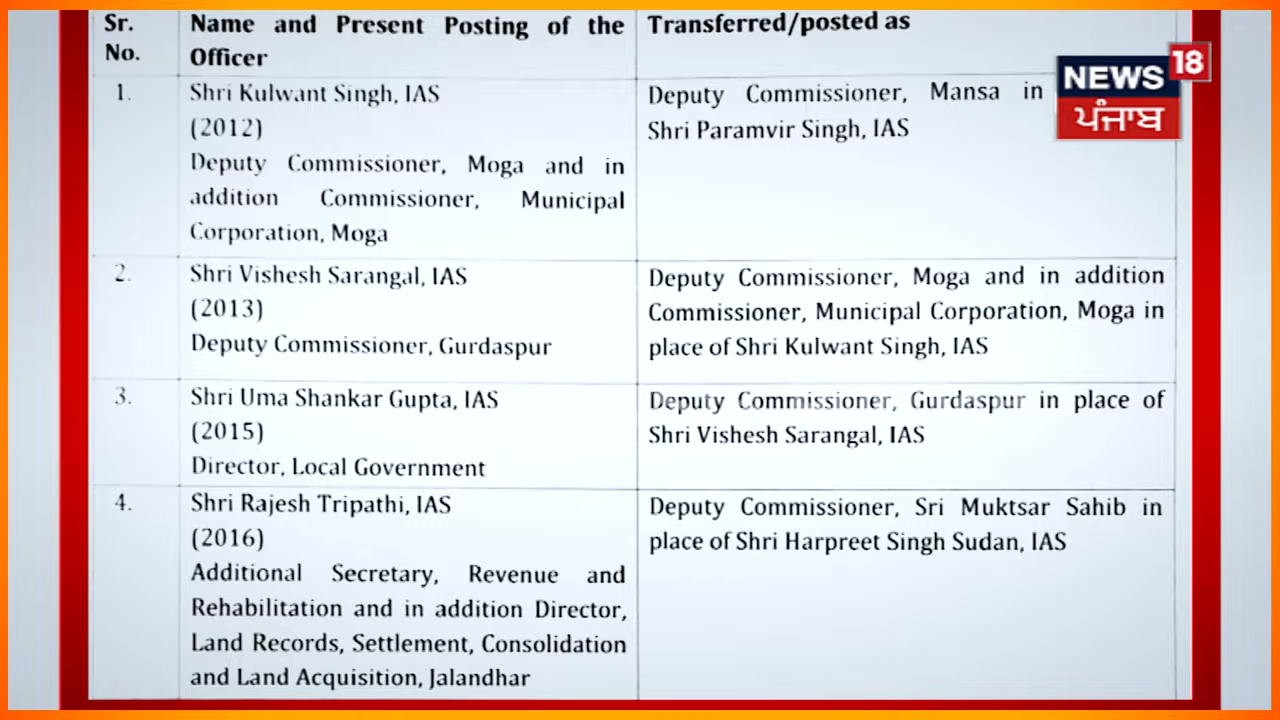 Sr. Name and Present Posting of the Transferred/posted as
No. Officer
1. Shri Kulwant Singh, IAS
(2012)
Deputy Commissioner, Moga and in
addition Commissioner, Municipal
Corporation, Moga
Deputy Commissioner, Mansa in
Shri Paramvir Singh, IAS
2. Shri Vishesh Sarangal, IAS
(2013)
Deputy Commissioner, Gurdaspur
Deputy Commissioner, Moga and in addition
Commissioner, Municipal Corporation, Moga in
place of Shri Kulwant Singh, IAS
3. Shri Uma Shankar Gupta, IAS
(2015)
Director, Local Government
Deputy Commissioner, Gurdaspur in place of
Shri Vishesh Sarangal, IAS
4. Shri Rajesh Tripathi, IAS
(2016)
Additional Secretary, Revenue and
Rehabilitation and in addition Director,
Land Records, Settlement, Consolidation
and Land Acquisition, Jalandhar
Deputy Commissioner, Sri Muktsar Sahib in
place of Shri Harpreet Singh Sudan, IAS
NEWS 18
ਪੰਜਾਬ